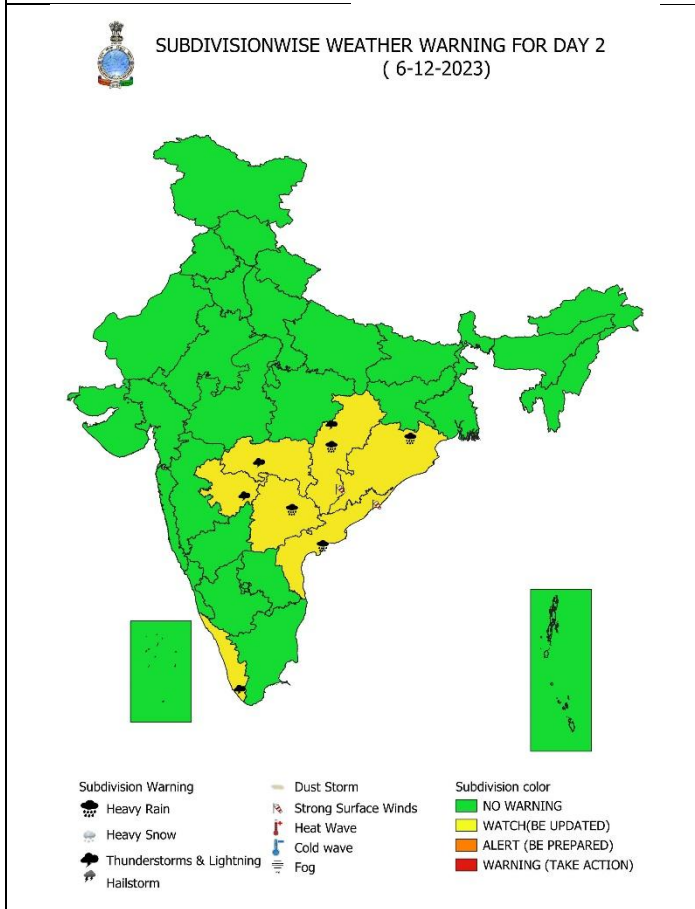 SUBDIVISIONWISE WEATHER WARNING FOR DAY 2
( 6-12-2023)
Subdivision Warning
Heavy Rain
Heavy Snow
Thunderstorms & Lightning
Hailstorm
Dust Storm
Strong Surface Winds
Heat Wave
Cold wave
Fog
Subdivision color
NO WARNING
WATCH(BE UPDATED)
ALERT (BE PREPARED)
WARNING (TAKE ACTION)